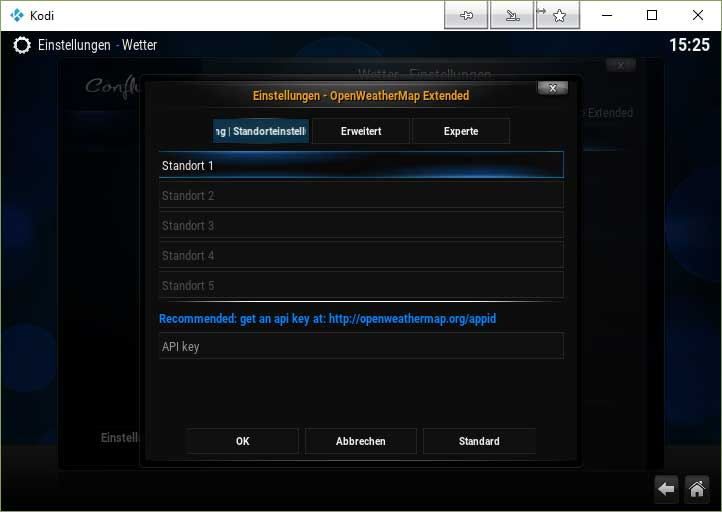 Kodi
Einstellungen - Wetter
15:25
Confl
Wetter - Einstellungen
Einstellungen - OpenWeatherMap Extended
p Extended
ng | Standorteinstell
Erweitert
Experte
Standort 1
Standort 2
Standort 3
Standort 4
Standort 5
Recommended: get an api key at: http://openweathermap.org/appid
API key
Einstell
OK
Abbrechen
Standard